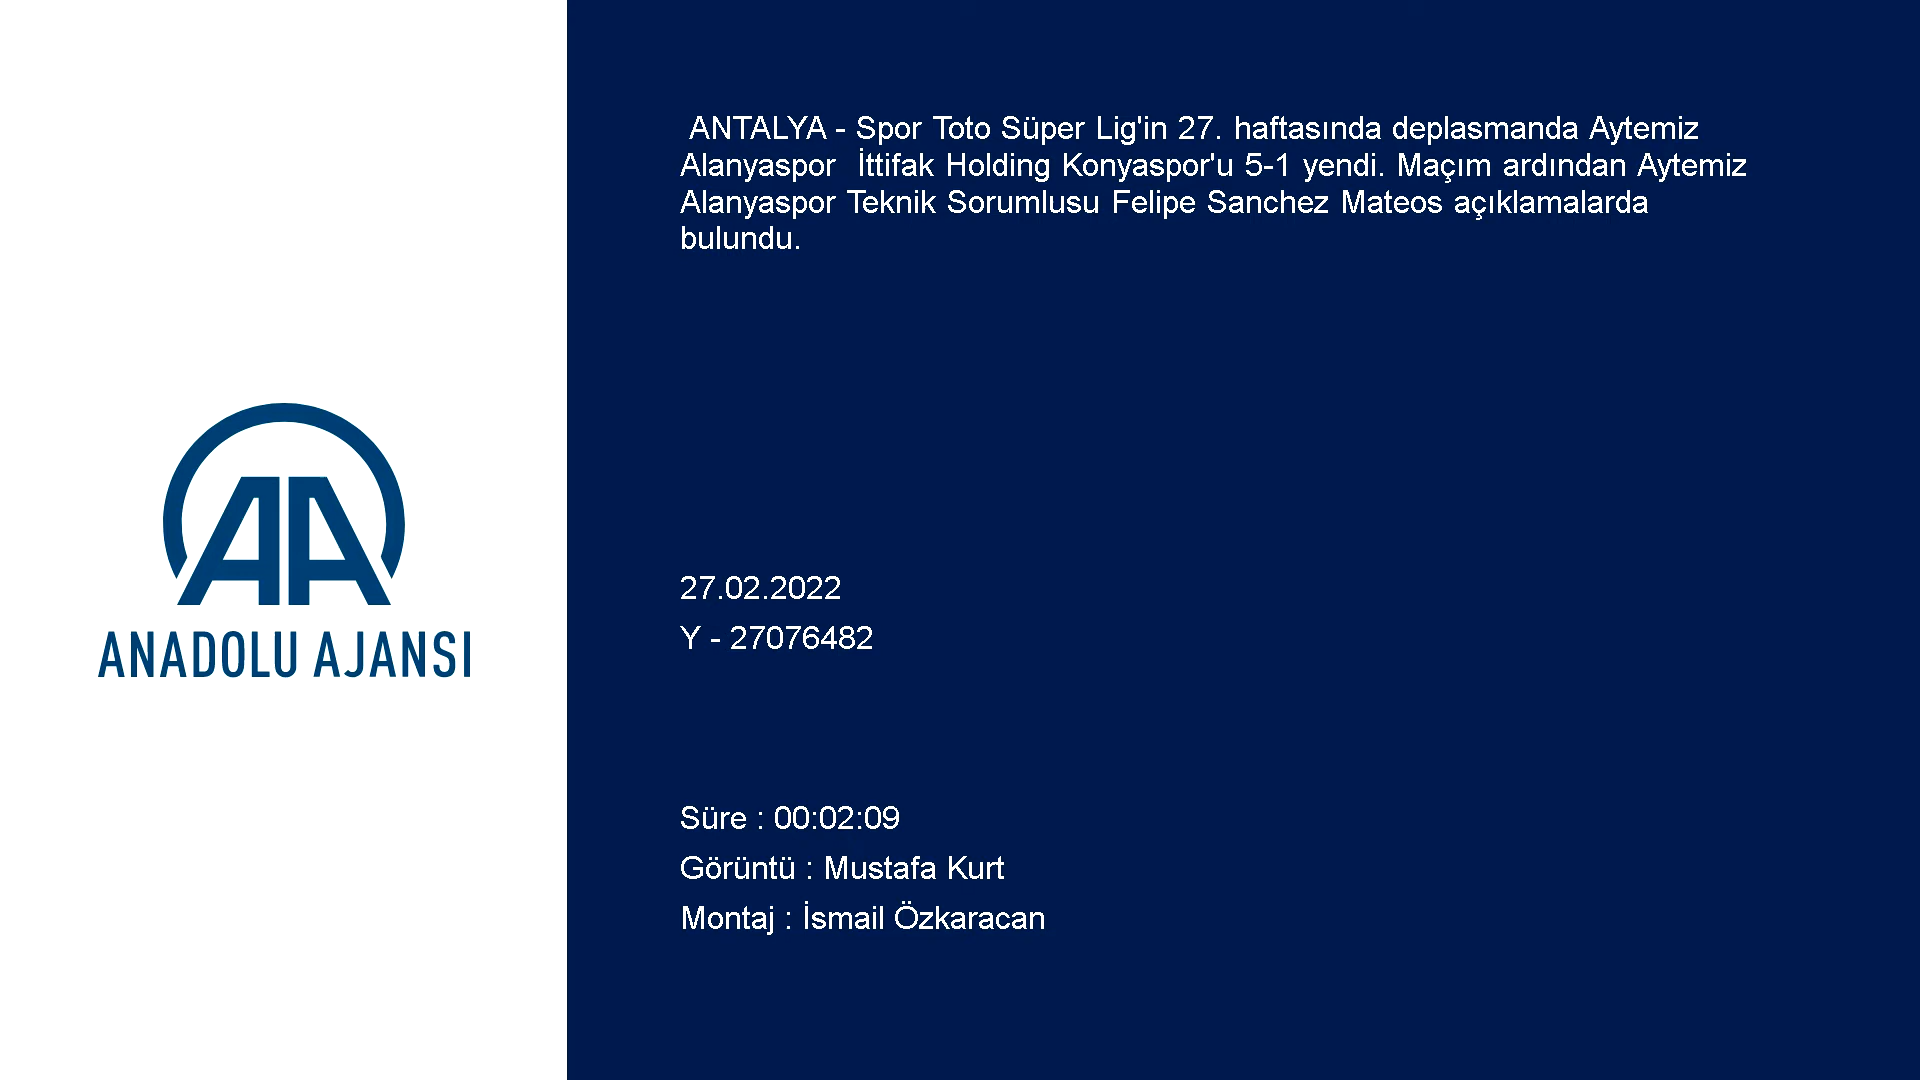 ANTALYA - Spor Toto Süper Lig'in 27. haftasında deplasmanda Aytemiz
Alanyaspor  İttifak Holding Konyaspor'u 5-1 yendi. Maçım ardından Aytemiz
Alanyaspor Teknik Sorumlusu Felipe Sanchez Mateos açıklamalarda
bulundu.
AA
ANADOLU AJANSI
27.02.2022
Y - 27076482
Süre : 00:02:09
Görüntü : Mustafa Kurt
Montaj : İsmail Özkaracan